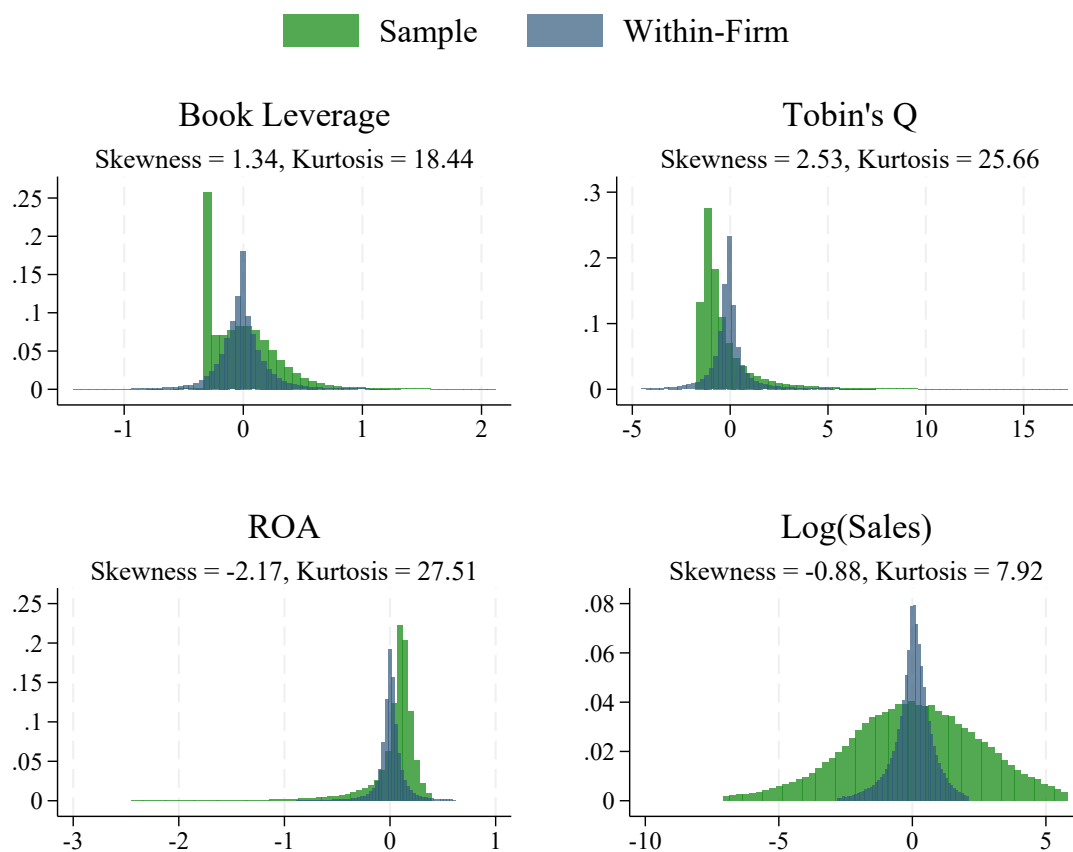 Sample Within-Firm
Book Leverage
Skewness = 1.34, Kurtosis = 18.44
.25
.2
.15
.1
.05
0
-1 0 1 2
Tobin's Q
Skewness = 2.53, Kurtosis = 25.66
.3
.2
.1
0
-5 0 5 10 15
ROA
Skewness = -2.17, Kurtosis = 27.51
.25
.2
.15
.1
.05
0
-3 -2 -1 0 1
Log(Sales)
Skewness = -0.88, Kurtosis = 7.92
.08
.06
.04
.02
0
-10 -5 0 5